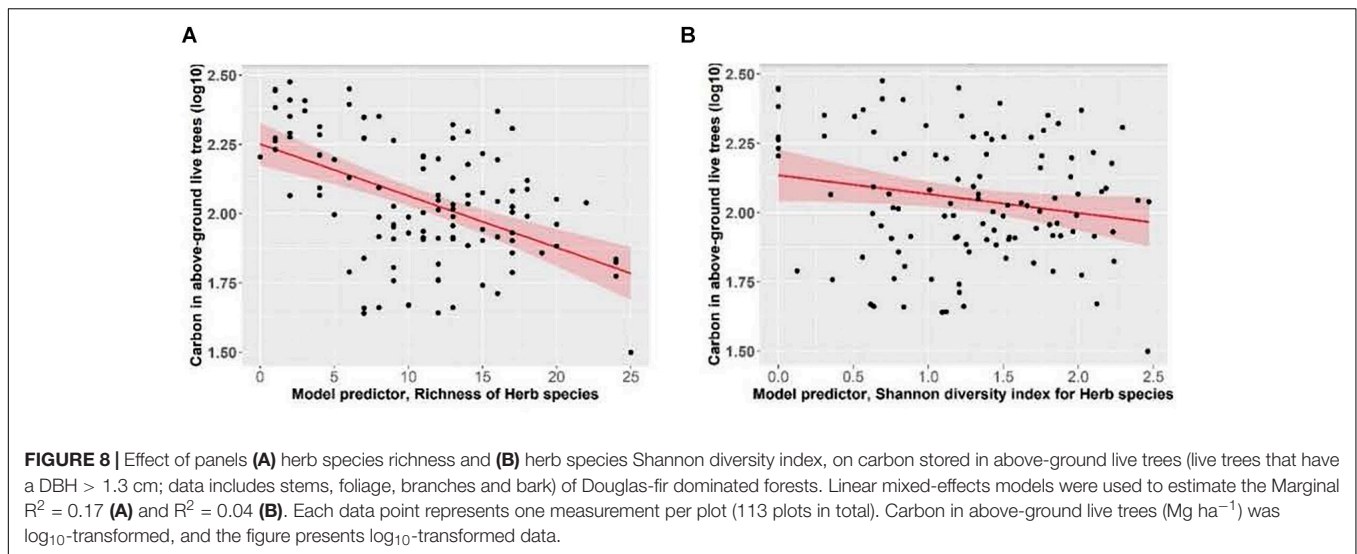 A
Carbon in above-ground live trees (log10)
2.50
2.25
2.00
1.75
1.50
0 5 10 15 20 25
Model predictor, Richness of Herb species
B
Carbon in above-ground live trees (log10)
2.50
2.25
2.00
1.75
1.50
0.0 0.5 1.0 1.5 2.0 2.5
Model predictor, Shannon diversity index for Herb species
FIGURE 8 | Effect of panels (A) herb species richness and (B) herb species Shannon diversity index, on carbon stored in above-ground live trees (live trees that have
a DBH > 1.3 cm; data includes stems, foliage, branches and bark) of Douglas-fir dominated forests. Linear mixed-effects models were used to estimate the Marginal
R² = 0.17 (A) and R² = 0.04 (B). Each data point represents one measurement per plot (113 plots in total). Carbon in above-ground live trees (Mg ha⁻¹) was
log₁₀-transformed, and the figure presents log₁₀-transformed data.